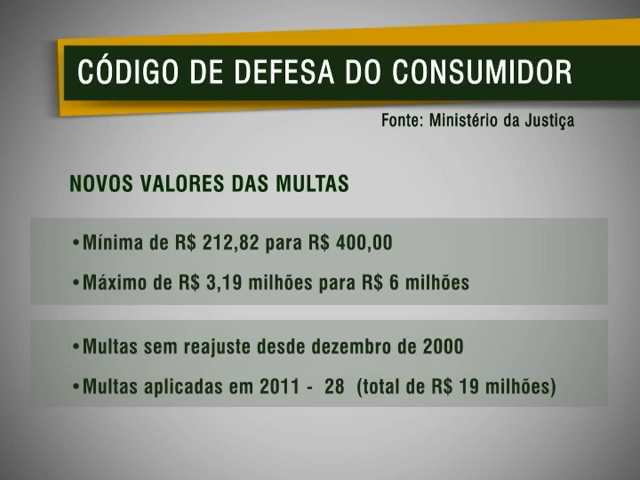 CÓDIGO DE DEFESA DO CONSUMIDOR
Fonte: Ministério da Justiça
NOVOS VALORES DAS MULTAS
•Mínima de R$ 212,82 para R$ 400,00
•Máximo de R$ 3,19 milhões para R$ 6 milhões
•Multas sem reajuste desde dezembro de 2000
•Multas aplicadas em 2011 - 28 (total de R$ 19 milhões)